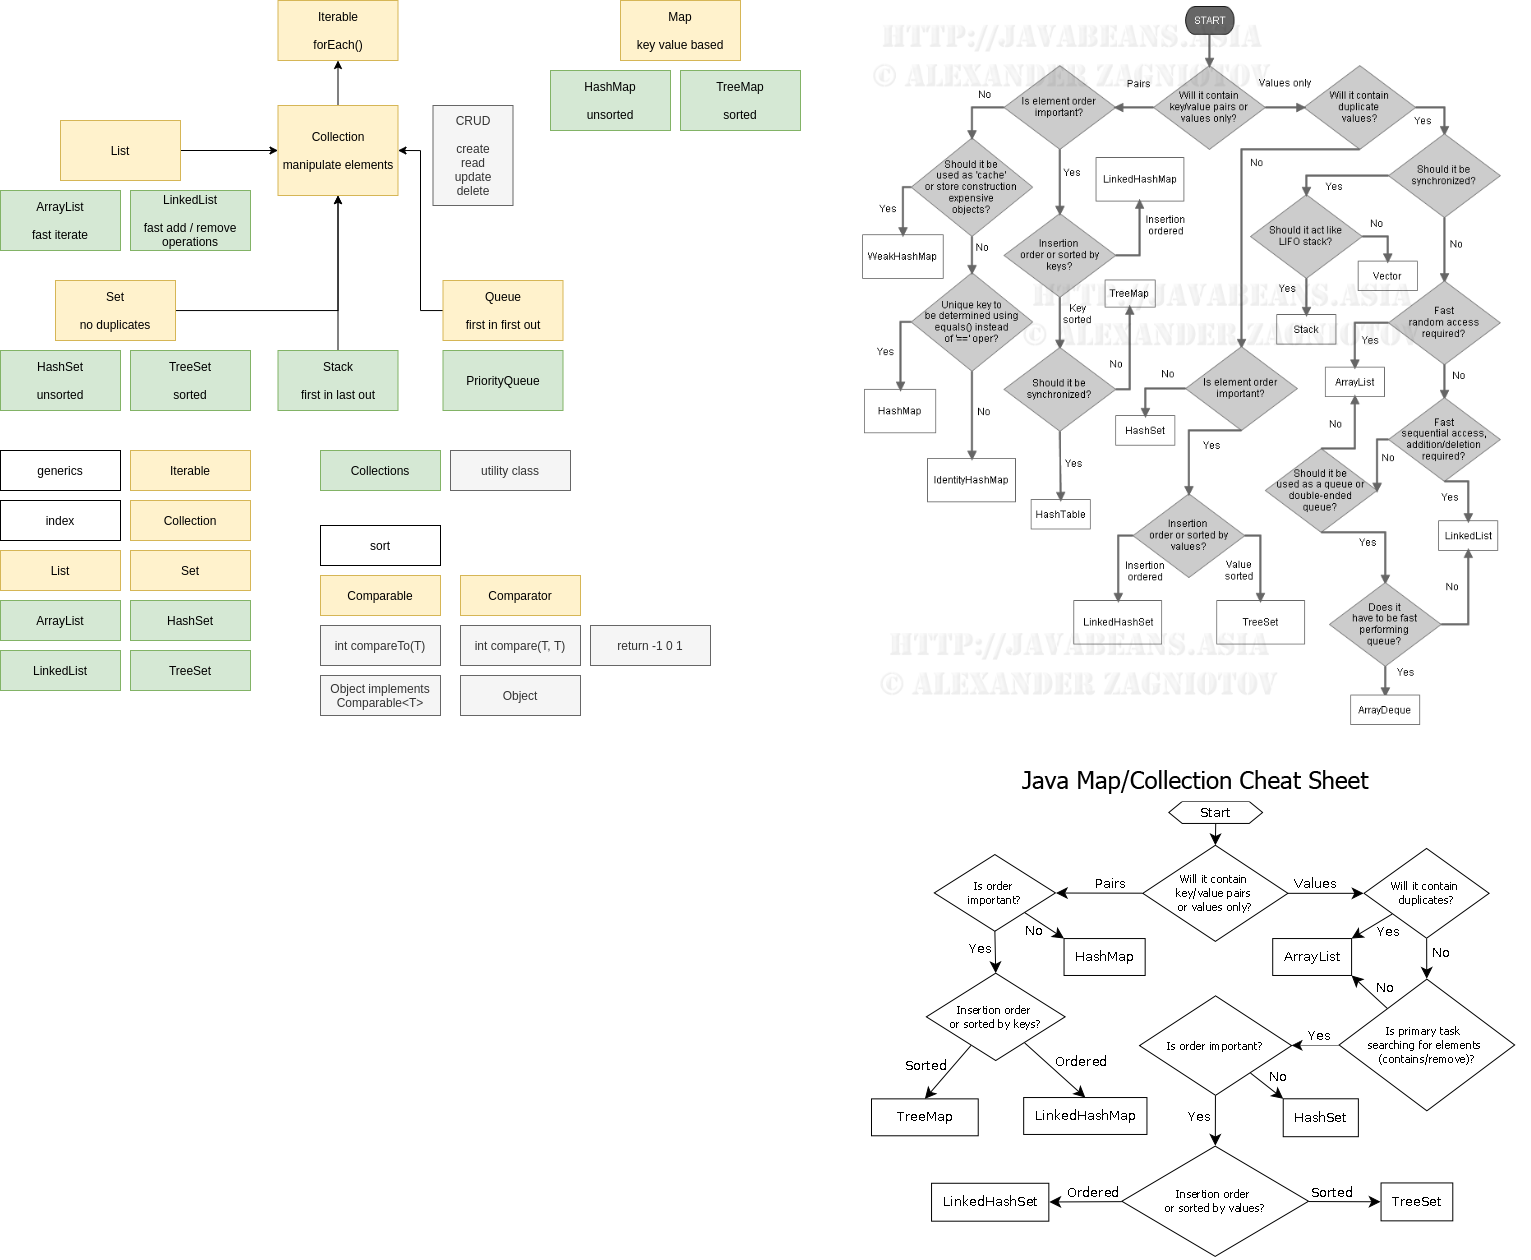 Iterable
forEach()
Map
key value based
HashMap
unsorted
TreeMap
sorted
List
Collection
manipulate elements
CRUD
create
read
update
delete
ArrayList
fast iterate
LinkedList
fast add / remove
operations
Set
no duplicates
Queue
first in first out
HashSet
unsorted
TreeSet
sorted
Stack
first in last out
PriorityQueue
generics
Iterable
index
Collection
List
Set
ArrayList
HashSet
LinkedList
TreeSet
Collections
utility class
sort
Comparable
Comparator
int compareTo(T)
int compare(T, T)
return -1 0 1
Object implements
Comparable<T>
Object
HTTP://JAVABEANS.ASIA
© ALEXANDER ZAGNIOTOV
START
Will it contain
key/value pairs or
values only?
Pairs
Values only
Is element order
important?
No
Yes
Should it be
used as 'cache'
or store construction
expensive
objects?
Yes
WeakHashMap
No
Unique key to
be determined using
equals() instead
of '==' oper?
Yes
HashMap
No
IdentityHashMap
Insertion
order or sorted by
keys?
Insertion
ordered
LinkedHashMap
Key
sorted
Should it be
synchronized?
No
TreeMap
Yes
HashTable
Will it contain
duplicate
values?
Yes
No
Is element order
important?
No
HashSet
Yes
Insertion
order or sorted by
values?
Insertion
ordered
LinkedHashSet
Value
sorted
TreeSet
Should it be
synchronized?
Yes
No
Should it act like
LIFO stack?
No
Vector
Yes
Stack
HTTP://JAVABEANS.ASIA
© ALEXANDER ZAGNIOTOV
Fast
random access
required?
Yes
ArrayList
No
Fast
sequential access,
addition/deletion
required?
No
Yes
LinkedList
Should it be
used as a queue or
double-ended
queue?
No
Yes
Does it
have to be fast
performing
queue?
No
Yes
ArrayDeque
HTTP://JAVABEANS.ASIA
© ALEXANDER ZAGNIOTOV
Java Map/Collection Cheat Sheet
Start
Will it contain
key/value pairs
or values only?
Pairs
Values
Is order
important?
No
HashMap
Yes
Insertion order
or sorted by keys?
Sorted
TreeMap
Ordered
LinkedHashMap
Will it contain
duplicates?
Yes
ArrayList
No
No
Is primary task
searching for elements
(contains/remove)?
Yes
Is order important?
No
HashSet
Yes
Insertion order
or sorted by values?
Ordered
LinkedHashSet
Sorted
TreeSet